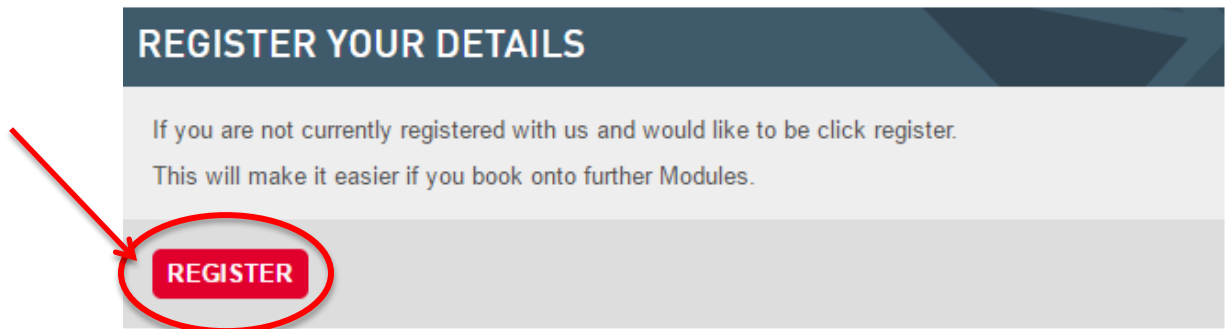 REGISTER YOUR DETAILS
If you are not currently registered with us and would like to be click register.
This will make it easier if you book onto further Modules.
REGISTER